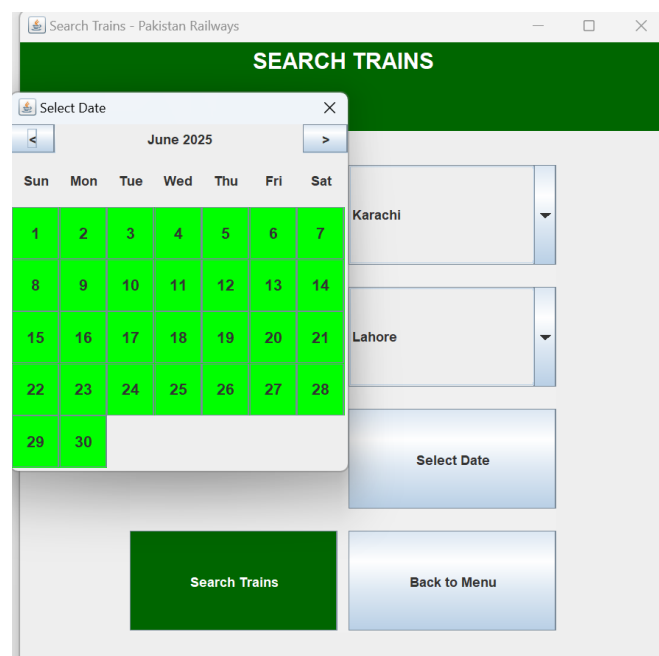 Search Trains - Pakistan Railways
SEARCH TRAINS
Select Date
< June 2025 >
Sun Mon Tue Wed Thu Fri Sat
1 2 3 4 5 6 7
8 9 10 11 12 13 14
15 16 17 18 19 20 21
22 23 24 25 26 27 28
29 30
Karachi
Lahore
Select Date
Search Trains Back to Menu